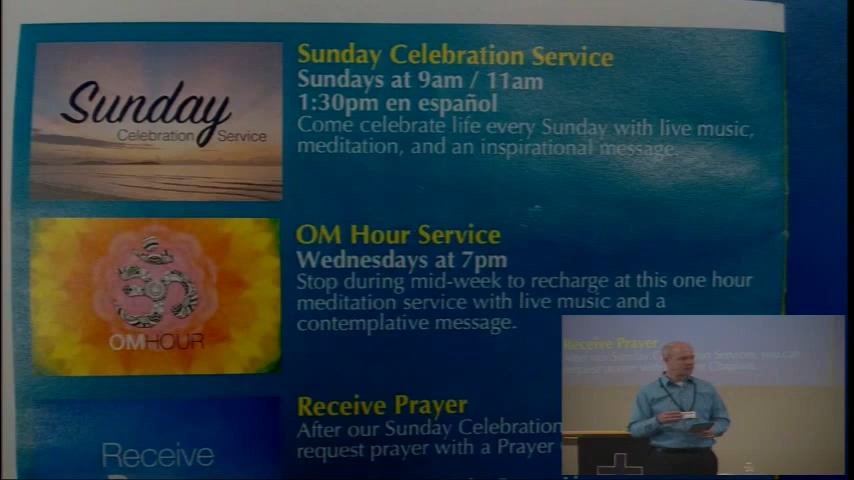 Sunday
Celebration Service
Sunday Celebration Service
Sundays at 9am / 11am
1:30pm en español
Come celebrate life every Sunday with live music,
meditation, and an inspirational message.
OMHOUR
OM Hour Service
Wednesdays at 7pm
Stop during mid-week to recharge at this one hour
meditation service with live music and a
contemplative message.
Receive
Receive Prayer
After our Sunday Celebration
request prayer with a Prayer
Receive Prayer